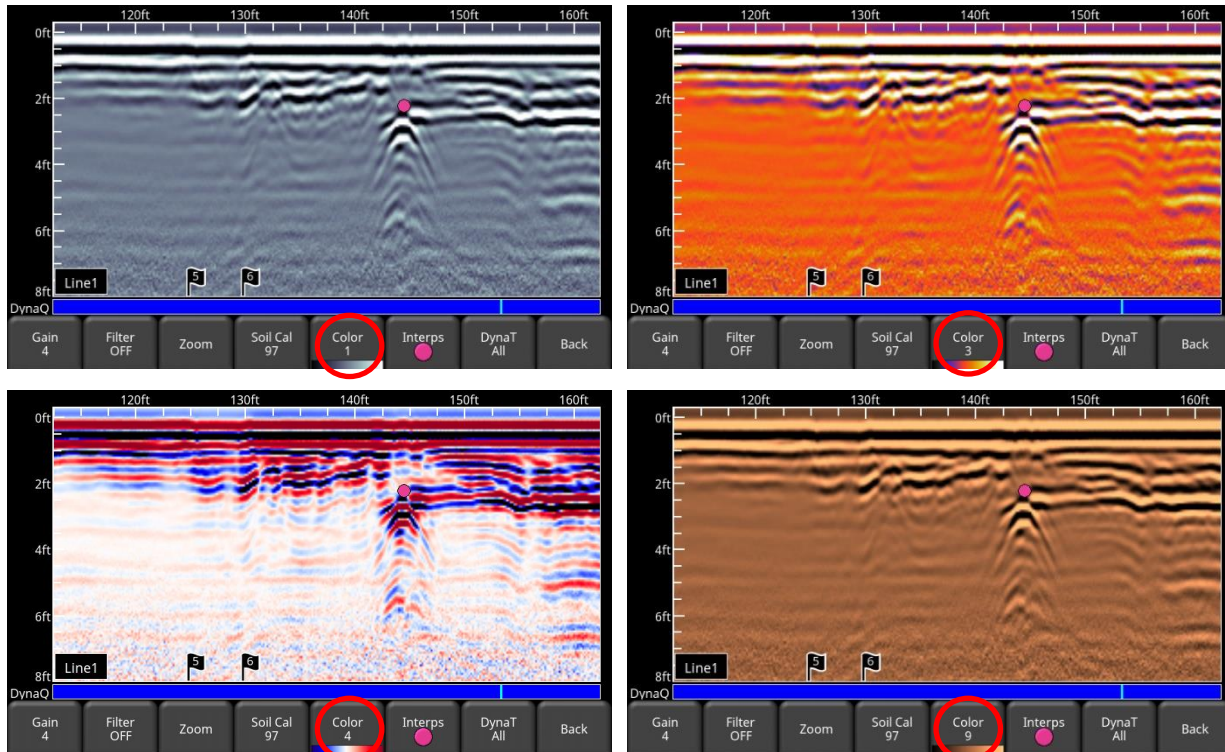 120ft 130ft 140ft 150ft 160ft
0ft
2ft
4ft
6ft
8ft
5 6
Line1
DynaQ
Gain 4
Filter OFF
Zoom
Soil Cal 97
Color 1
Interps
DynaT All
Back
120ft 130ft 140ft 150ft 160ft
0ft
2ft
4ft
6ft
8ft
5 6
Line1
DynaQ
Gain 4
Filter OFF
Zoom
Soil Cal 97
Color 3
Interps
DynaT All
Back
120ft 130ft 140ft 150ft 160ft
0ft
2ft
4ft
6ft
8ft
5 6
Line1
DynaQ
Gain 4
Filter OFF
Zoom
Soil Cal 97
Color 4
Interps
DynaT All
Back
120ft 130ft 140ft 150ft 160ft
0ft
2ft
4ft
6ft
8ft
5 6
Line1
DynaQ
Gain 4
Filter OFF
Zoom
Soil Cal 97
Color 9
Interps
DynaT All
Back